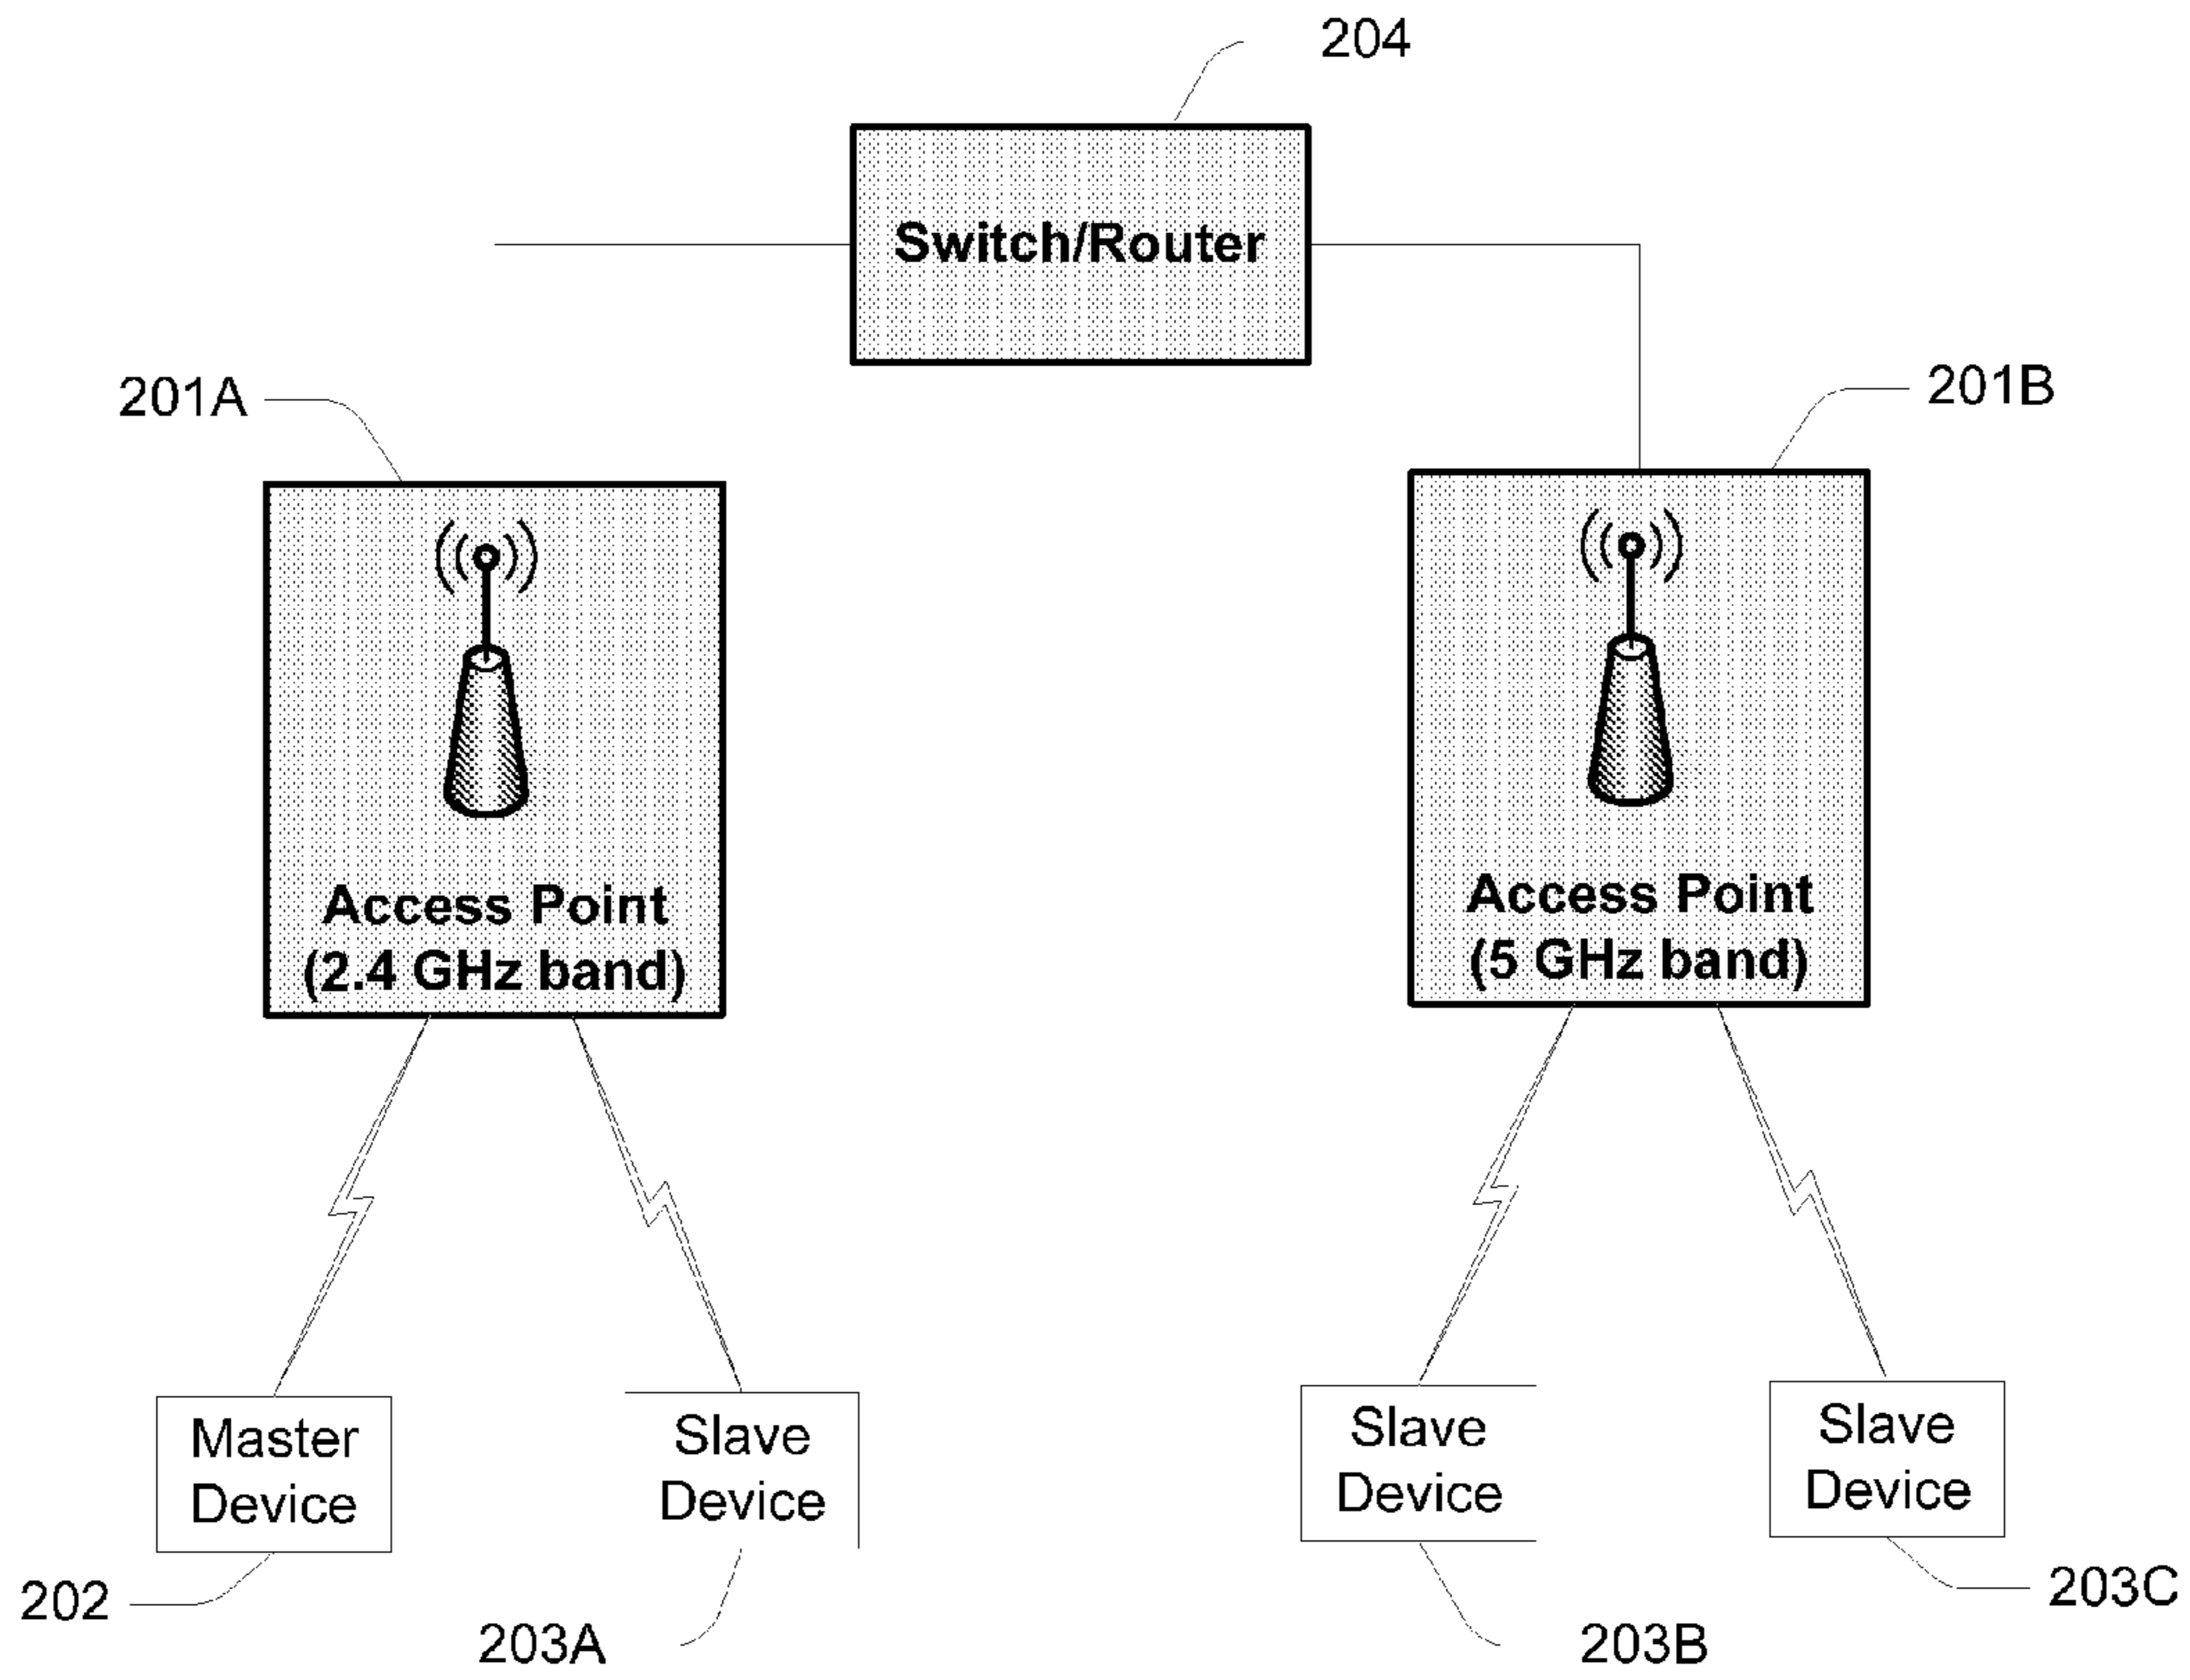 204
Switch/Router
201A
201B
Access Point
(2.4 GHz band)
Access Point
(5 GHz band)
Master
Device
Slave
Device
Slave
Device
Slave
Device
202
203A
203B
203C